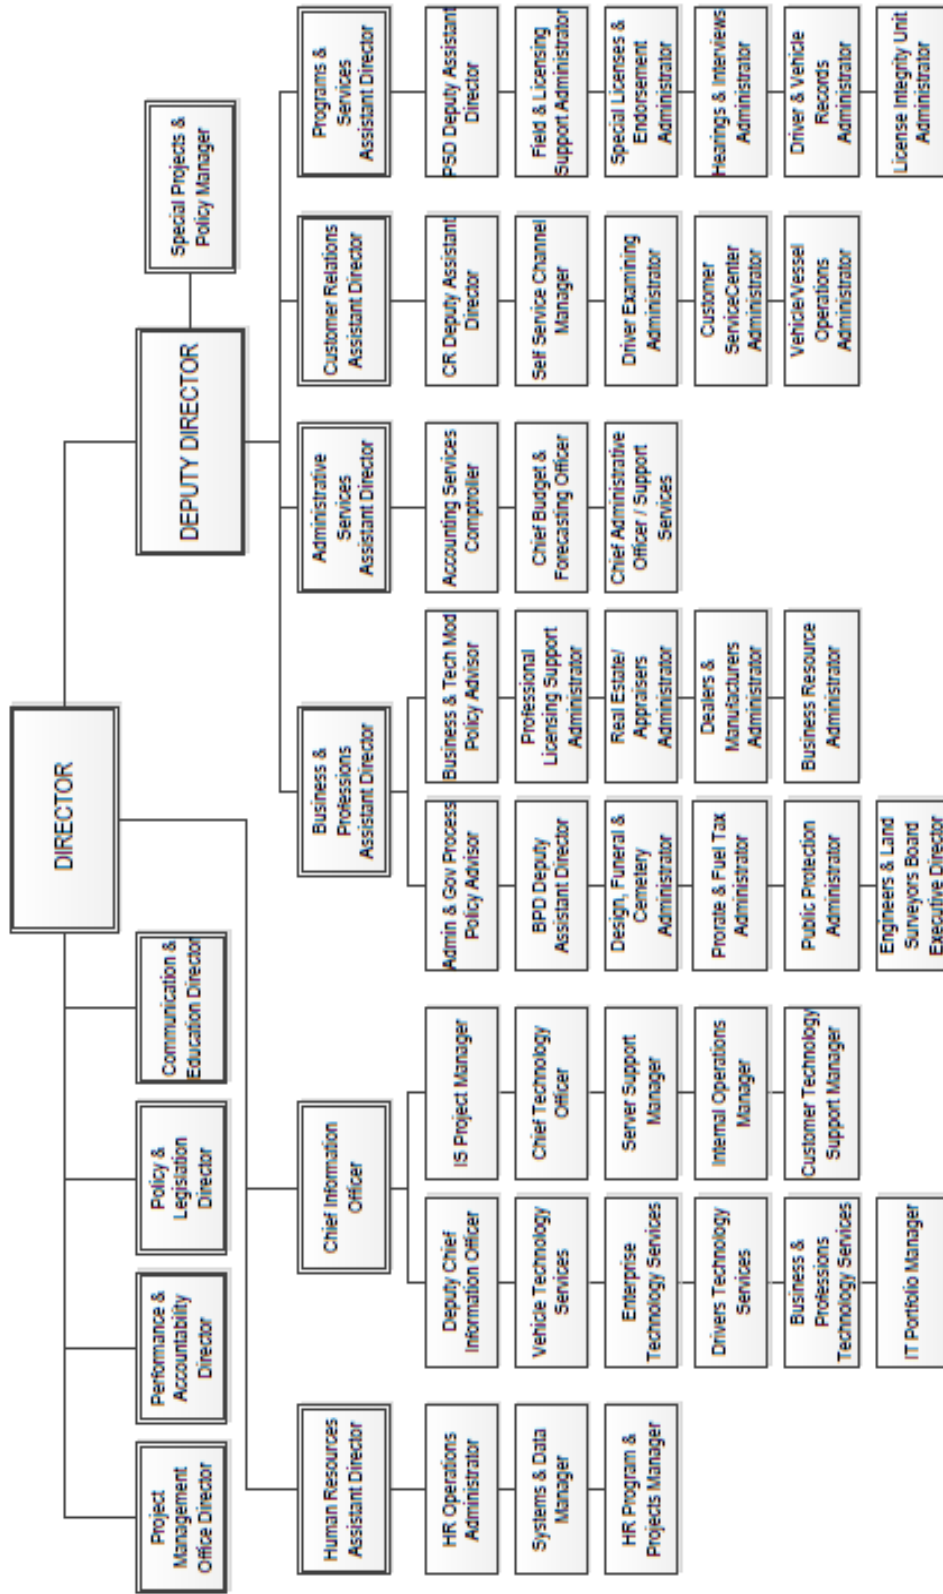 DIRECTOR
Project
Management
Office Director
Performance &
Accountability
Director
Policy &
Legislation
Director
Communication &
Education Director
DEPUTY DIRECTOR
Special Projects &
Policy Manager
Human Resources
Assistant Director
Chief Information
Officer
Business &
Professions
Assistant Director
Administrative
Services
Assistant Director
Customer Relations
Assistant Director
Programs &
Services
Assistant Director
HR Operations
Administrator
Systems & Data
Manager
HR Program &
Projects Manager
Deputy Chief
Information Officer
Vehicle Technology
Services
Enterprise
Technology Services
Drivers Technology
Services
Business &
Professions
Technology Services
IT Portfolio Manager
IS Project Manager
Chief Technology
Officer
Server Support
Manager
Internal Operations
Manager
Customer Technology
Support Manager
Admin & Gov Process
Policy Advisor
BPD Deputy
Assistant Director
Design, Funeral &
Cemetery
Administrator
Prorate & Fuel Tax
Administrator
Public Protection
Administrator
Engineers & Land
Surveyors Board
Executive Director
Business & Tech Mod
Policy Advisor
Professional
Licensing Support
Administrator
Real Estate/
Appraisers
Administrator
Dealers &
Manufacturers
Administrator
Business Resource
Administrator
Accounting Services
Comptroller
Chief Budget &
Forecasting Officer
Chief Administrative
Officer / Support
Services
CR Deputy Assistant
Director
Self Service Channel
Manager
Driver Examining
Administrator
Customer
ServiceCenter
Administrator
Vehicle/Vessel
Operations
Administrator
PSD Deputy Assistant
Director
Field & Licensing
Support Administrator
Special Licenses &
Endorsement
Administrator
Hearings & Interviews
Administrator
Driver & Vehicle
Records
Administrator
License Integrity Unit
Administrator